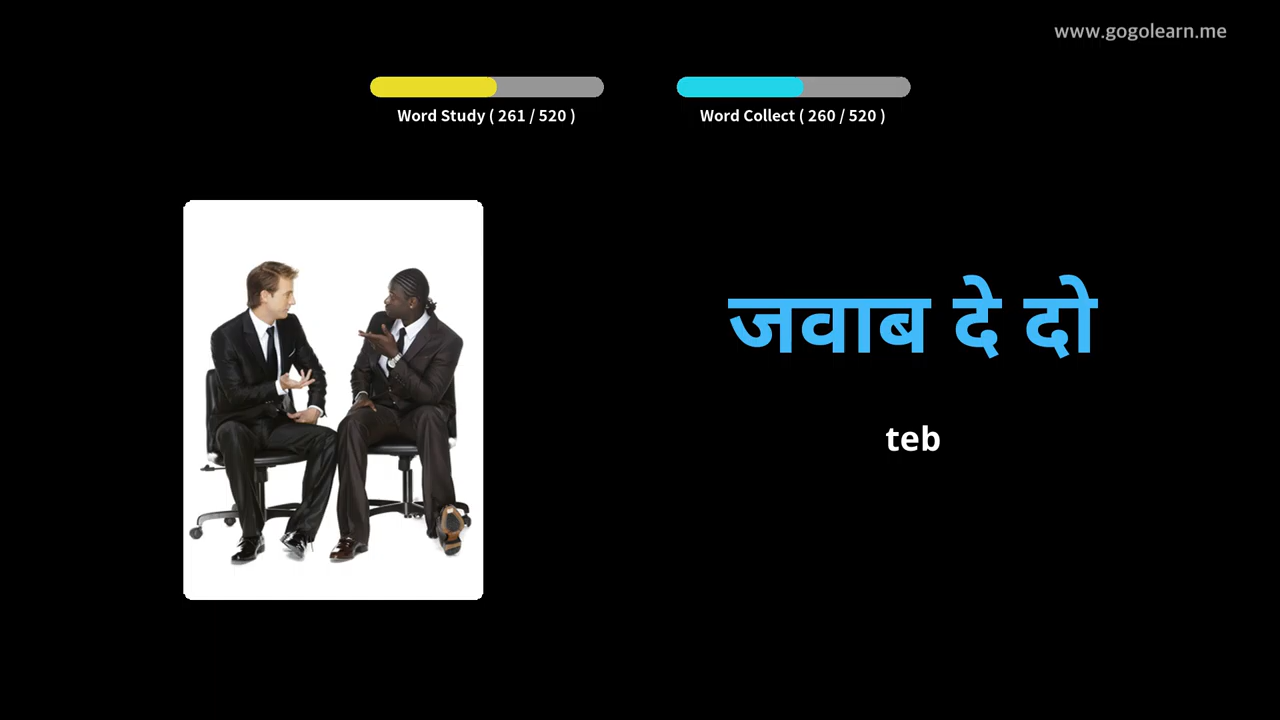 www.gogolearn.me
Word Study ( 261 / 520 )
Word Collect ( 260 / 520 )
जवाब दे दो
teb